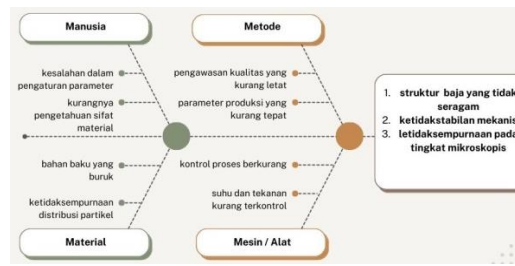 Manusia
Metode
kesalahan dalam
pengaturan parameter
kurangnya
pengetahuan sifat
material
pengawasan kualitas yang
kurang letat
parameter produksi yang
kurang tepat
1. struktur baja yang tidak
seragam
2. ketidakstabilan mekanis
3. letidaksempurnaan pada
tingkat mikroskopis
bahan baku yang
buruk
ketidaksempurnaan
distribusi partikel
kontrol proses berkurang
suhu dan tekanan
kurang terkontrol
Material
Mesin / Alat